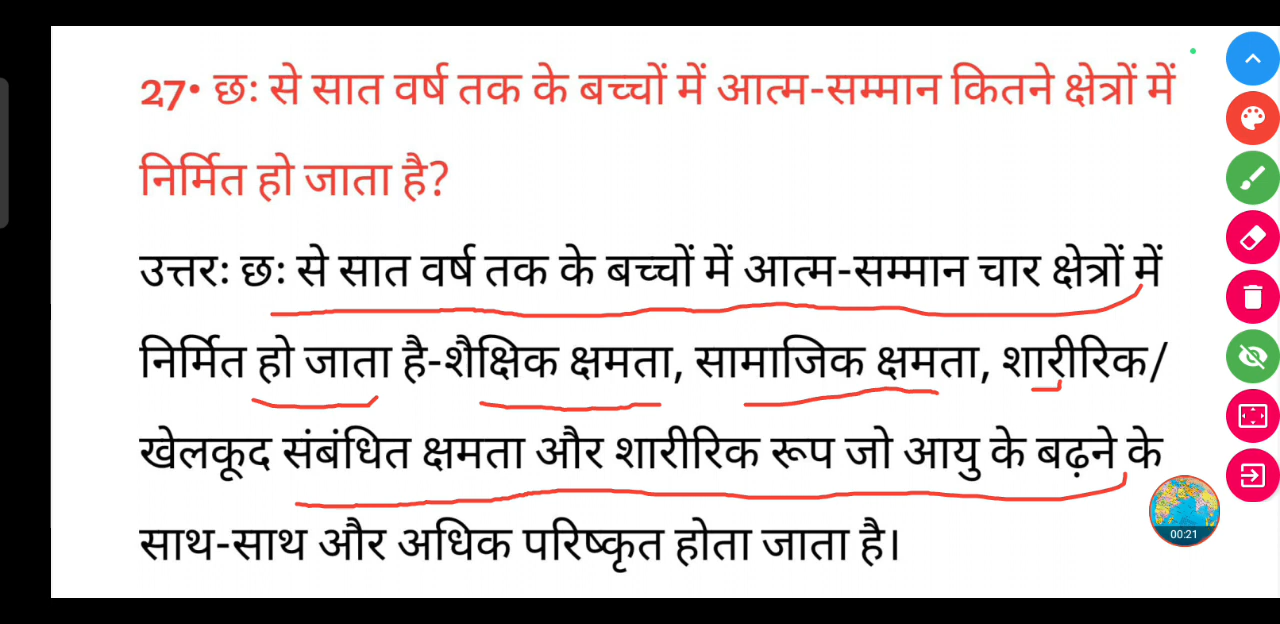 27• छः से सात वर्ष तक के बच्चों में आत्म-सम्मान कितने क्षेत्रों में
निर्मित हो जाता है?
उत्तरः छः से सात वर्ष तक के बच्चों में आत्म-सम्मान चार क्षेत्रों में
निर्मित हो जाता है-शैक्षिक क्षमता, सामाजिक क्षमता, शारीरिक/
खेलकूद संबंधित क्षमता और शारीरिक रूप जो आयु के बढ़ने के
साथ-साथ और अधिक परिष्कृत होता जाता है।
00:21